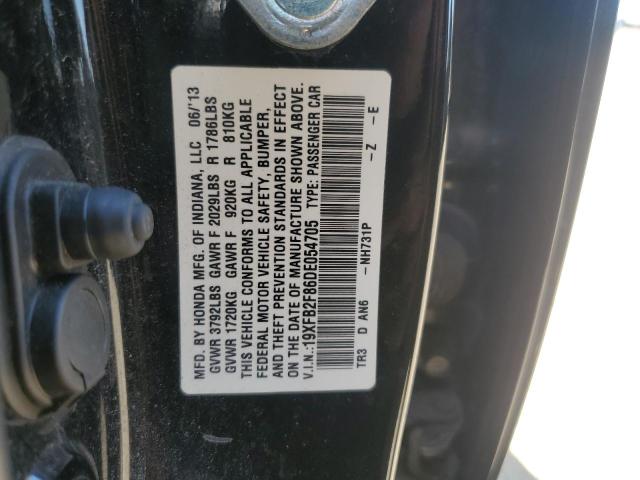 MFD. BY HONDA MFG. OF INDIANA, LLC 06/'13
GVWR 3792LBS GAWR F 2029LBS R 1786LBS
GVWR 1720KG GAWR F 920KG R 810KG
THIS VEHICLE CONFORMS TO ALL APPLICABLE
FEDERAL MOTOR VEHICLE SAFETY, BUMPER,
AND THEFT PREVENTION STANDARDS IN EFFECT
ON THE DATE OF MANUFACTURE SHOWN ABOVE.
V.I.N.:19XFB2F86DE054705 TYPE: PASSENGER CAR
-NH731P -Z -E
TR3 D AN6